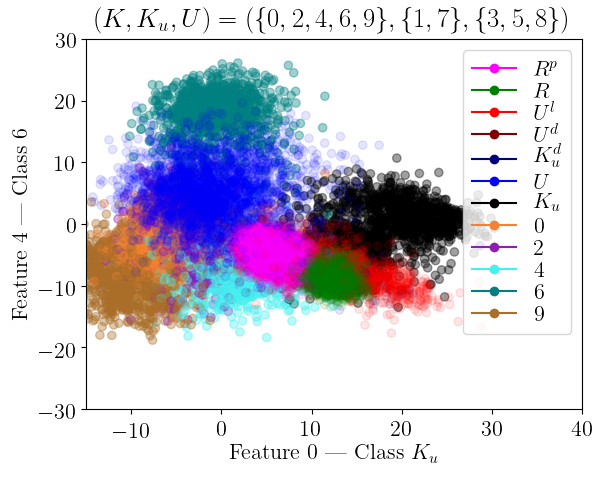 (K, K_u, U) = ({0, 2, 4, 6, 9}, {1, 7}, {3, 5, 8})
30
20
10
0
−10
−20
−30
Feature 4 — Class 6
−10
0
10
20
30
40
Feature 0 — Class K_u
R^p
R
U^l
U^d
K_u^d
U
K_u
0
2
4
6
9